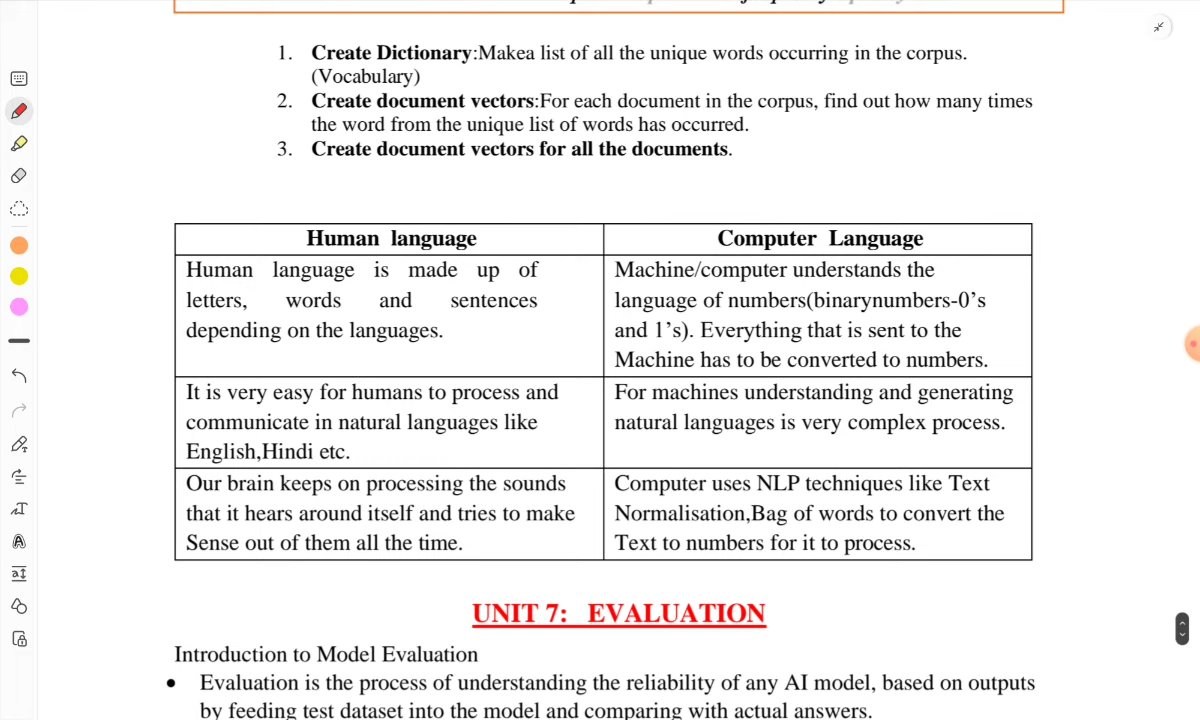 1. Create Dictionary:Makea list of all the unique words occurring in the corpus.
(Vocabulary)
2. Create document vectors:For each document in the corpus, find out how many times
the word from the unique list of words has occurred.
3. Create document vectors for all the documents.
Human language
Computer Language
Human language is made up of
letters, words and sentences
depending on the languages.
Machine/computer understands the
language of numbers(binarynumbers-0’s
and 1’s). Everything that is sent to the
Machine has to be converted to numbers.
It is very easy for humans to process and
communicate in natural languages like
English,Hindi etc.
For machines understanding and generating
natural languages is very complex process.
Our brain keeps on processing the sounds
that it hears around itself and tries to make
Sense out of them all the time.
Computer uses NLP techniques like Text
Normalisation,Bag of words to convert the
Text to numbers for it to process.
UNIT 7: EVALUATION
Introduction to Model Evaluation
• Evaluation is the process of understanding the reliability of any AI model, based on outputs
by feeding test dataset into the model and comparing with actual answers.